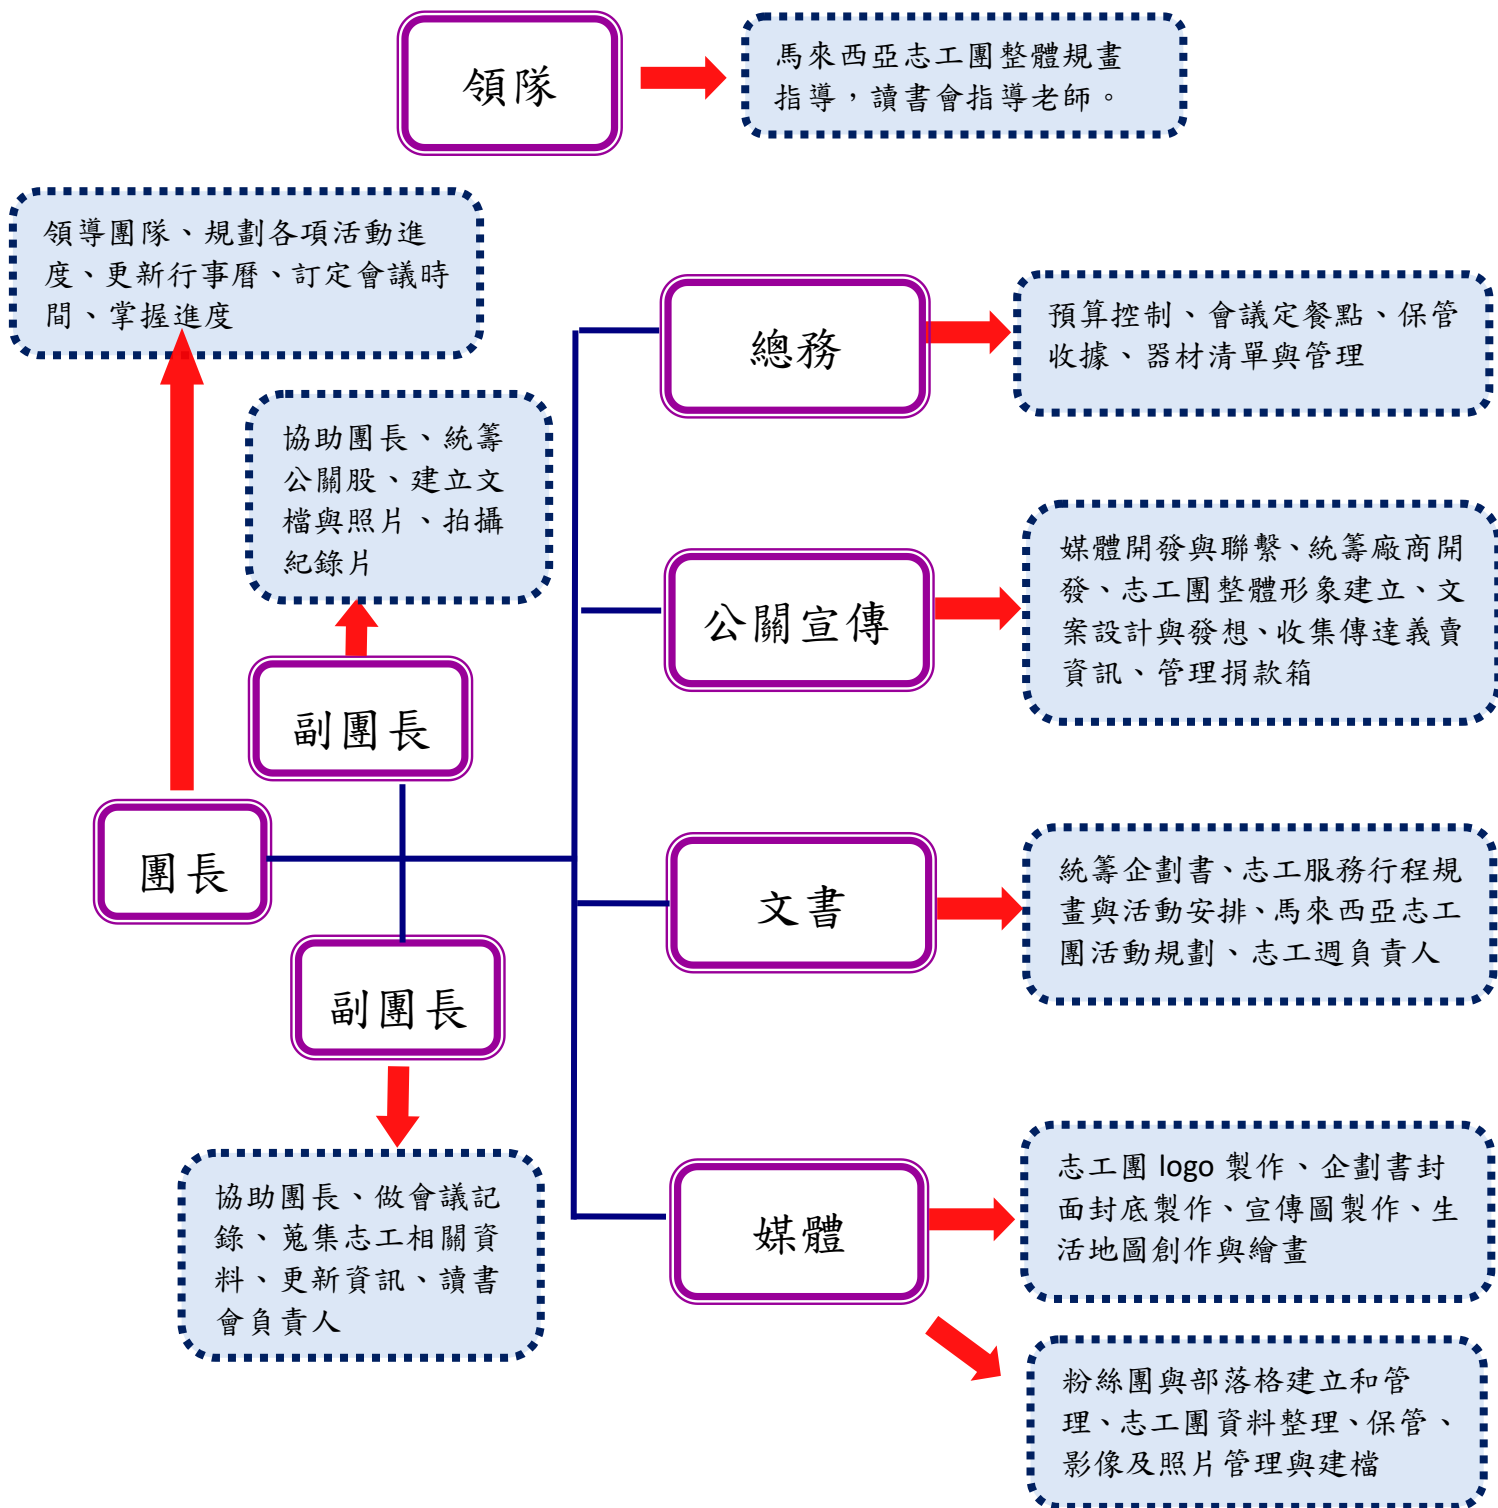 領隊
馬來西亞志工團整體規畫
指導，讀書會指導老師。
領導團隊、規劃各項活動進
度、更新行事曆、訂定會議時
間、掌握進度
總務
預算控制、會議定餐點、保管
收據、器材清單與管理
協助團長、統籌
公關股、建立文
檔與照片、拍攝
紀錄片
公關宣傳
媒體開發與聯繫、統籌廠商開
發、志工團整體形象建立、文
案設計與發想、收集傳達義賣
資訊、管理捐款箱
副團長
團長
文書
統籌企劃書、志工服務行程規
畫與活動安排、馬來西亞志工
團活動規劃、志工週負責人
副團長
協助團長、做會議記
錄、蒐集志工相關資
料、更新資訊、讀書
會負責人
媒體
志工團 logo 製作、企劃書封
面封底製作、宣傳圖製作、生
活地圖創作與繪畫
粉絲團與部落格建立和管
理、志工團資料整理、保管、
影像及照片管理與建檔